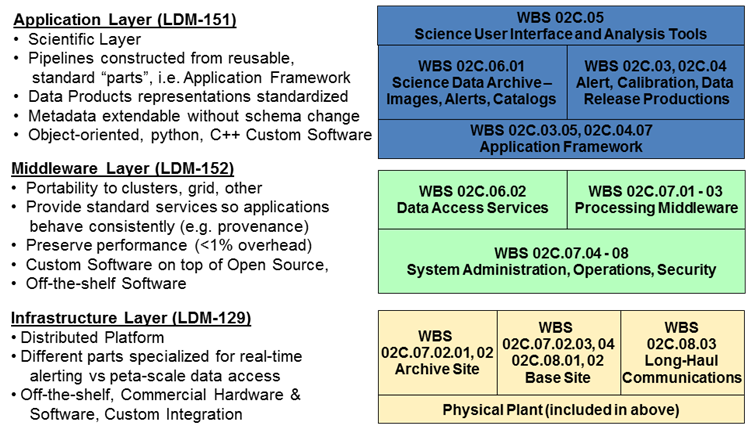 Application Layer (LDM-151)
• Scientific Layer
• Pipelines constructed from reusable,
standard “parts”, i.e. Application Framework
• Data Products representations standardized
• Metadata extendable without schema change
• Object-oriented, python, C++ Custom Software
WBS 02C.05
Science User Interface and Analysis Tools
WBS 02C.06.01
Science Data Archive –
Images, Alerts, Catalogs
WBS 02C.03, 02C.04
Alert, Calibration, Data
Release Productions
WBS 02C.03.05, 02C.04.07
Application Framework
Middleware Layer (LDM-152)
• Portability to clusters, grid, other
• Provide standard services so applications
behave consistently (e.g. provenance)
• Preserve performance (<1% overhead)
• Custom Software on top of Open Source,
• Off-the-shelf Software
WBS 02C.06.02
Data Access Services
WBS 02C.07.01 - 03
Processing Middleware
WBS 02C.07.04 - 08
System Administration, Operations, Security
Infrastructure Layer (LDM-129)
• Distributed Platform
• Different parts specialized for real-time
alerting vs peta-scale data access
• Off-the-shelf, Commercial Hardware &
Software, Custom Integration
WBS
02C.07.02.01, 02
Archive Site
WBS
02C.07.02.03, 04
02C.08.01, 02
Base Site
WBS
02C.08.03
Long-Haul
Communications
Physical Plant (included in above)